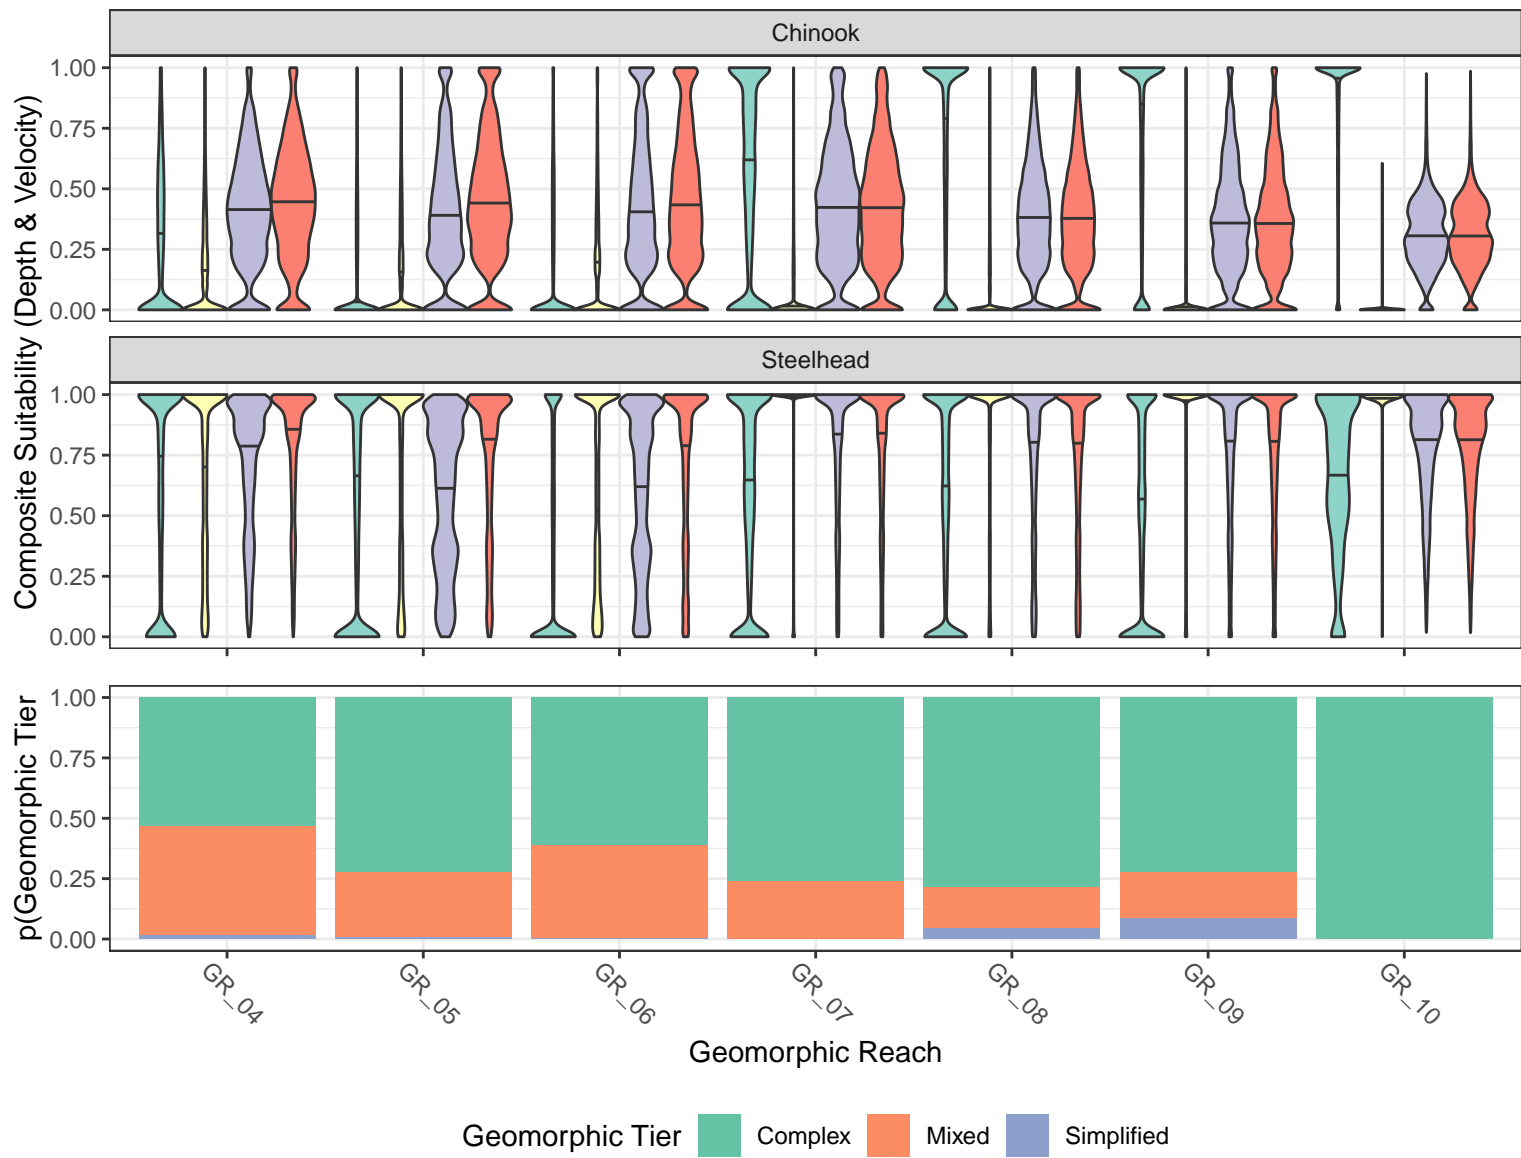 Chinook
1.00
0.75
0.50
0.25
0.00
Composite Suitability (Depth & Velocity)
Steelhead
1.00
0.75
0.50
0.25
0.00
p(Geomorphic Tier
1.00
0.75
0.50
0.25
0.00
GR_04 GR_05 GR_06 GR_07 GR_08 GR_09 GR_10
Geomorphic Reach
Geomorphic Tier Complex Mixed Simplified